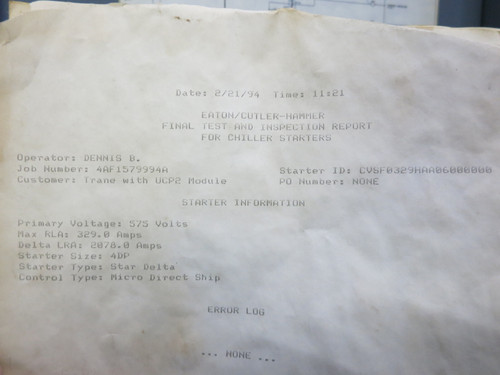 Date: 2/21/94 Time: 11:21
EATON/CUTLER-HAMMER
FINAL TEST AND INSPECTION REPORT
FOR CHILLER STARTERS
Operator: DENNIS B.
Job Number: 4AF1579994A Starter ID: CVSF0329HAA06000000
Customer: Trane with UCP2 Module PO Number: NONE
STARTER INFORMATION
Primary Voltage: 575 Volts
Max RLA: 329.0 Amps
Delta LRA: 2078.0 Amps
Starter Size: 4DP
Starter Type: Star Delta
Control Type: Micro Direct Ship
ERROR LOG
... NONE ...